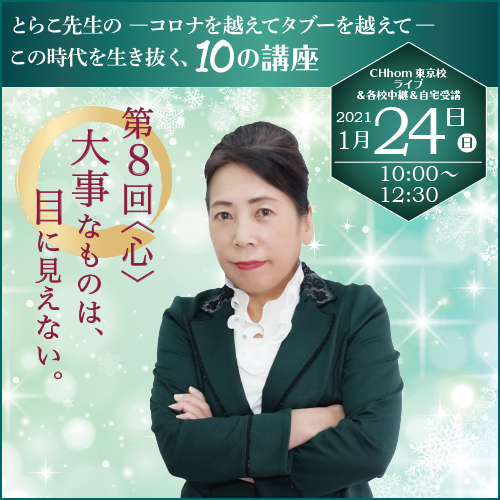 とらこ先生の ―コロナを越えてタブーを越えて―
この時代を生き抜く、10の講座
CHhom 東京校
ライブ
&各校中継&自宅受講
2021
1月24日(日)
10:00〜
12:30
第8回〈心〉
大事なものは、
目に見えない。